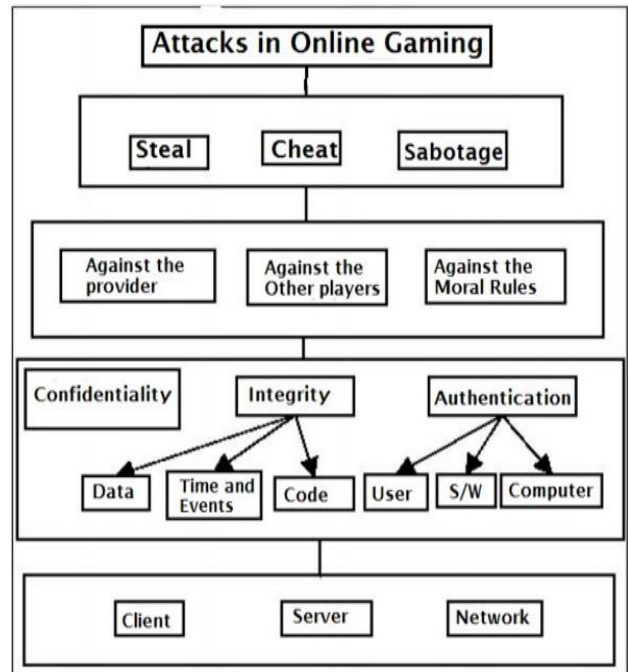 Attacks in Online Gaming
Steal
Cheat
Sabotage
Against the
provider
Against the
Other players
Against the
Moral Rules
Confidentiality
Integrity
Authentication
Data
Time and
Events
Code
User
S/W
Computer
Client
Server
Network